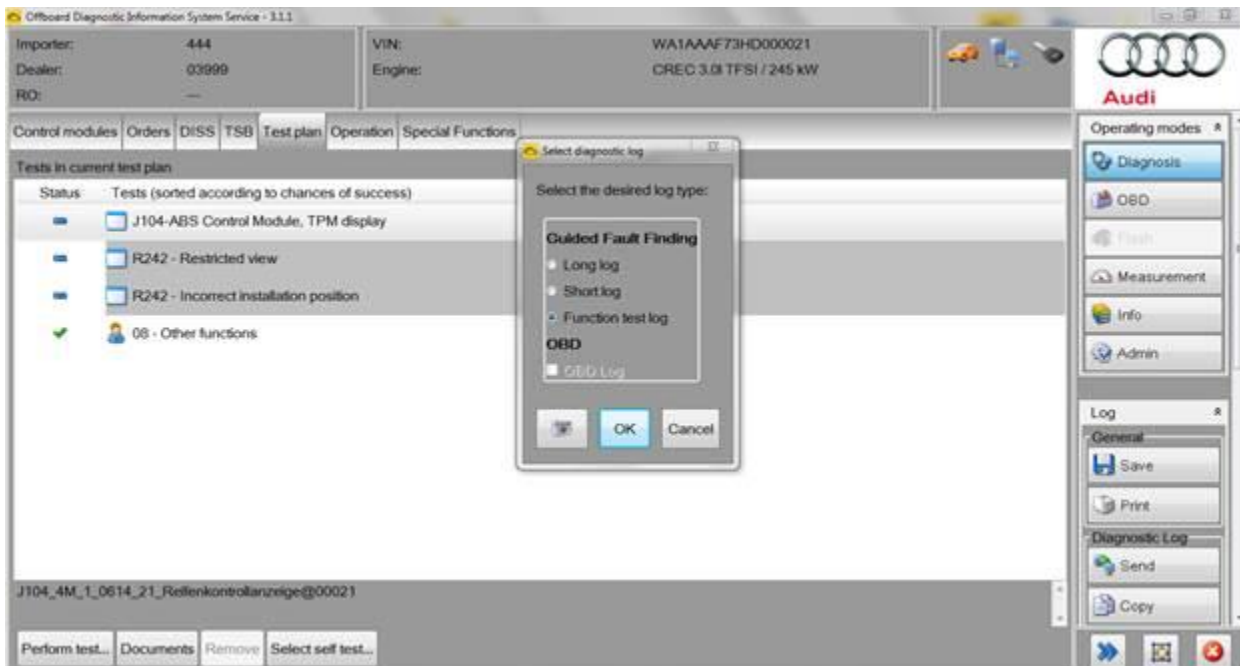 Offboard Diagnostic Information System Service - 3.1.1
Importer: 444
Dealer: 03999
RO: ---
VIN: WA1AAAF73HD000021
Engine: CREC 3.0l TFSI / 245 kW
Audi
Control modules Orders DISS TSB Test plan Operation Special Functions
Tests in current test plan
Status Tests (sorted according to chances of success)
J104-ABS Control Module, TPM display
R242 - Restricted view
R242 - Incorrect installation position
08 - Other functions
Select diagnostic log
Select the desired log type:
Guided Fault Finding
Long log
Short log
Function test log
OBD
OBD Log
OK Cancel
Operating modes
Diagnosis
OBD
Flash
Measurement
Info
Admin
Log
General
Save
Print
Diagnostic Log
Send
Copy
J104_4M_1_0614_21_Reifenkontrollanzeige@00021
Perform test... Documents Remove Select self test...